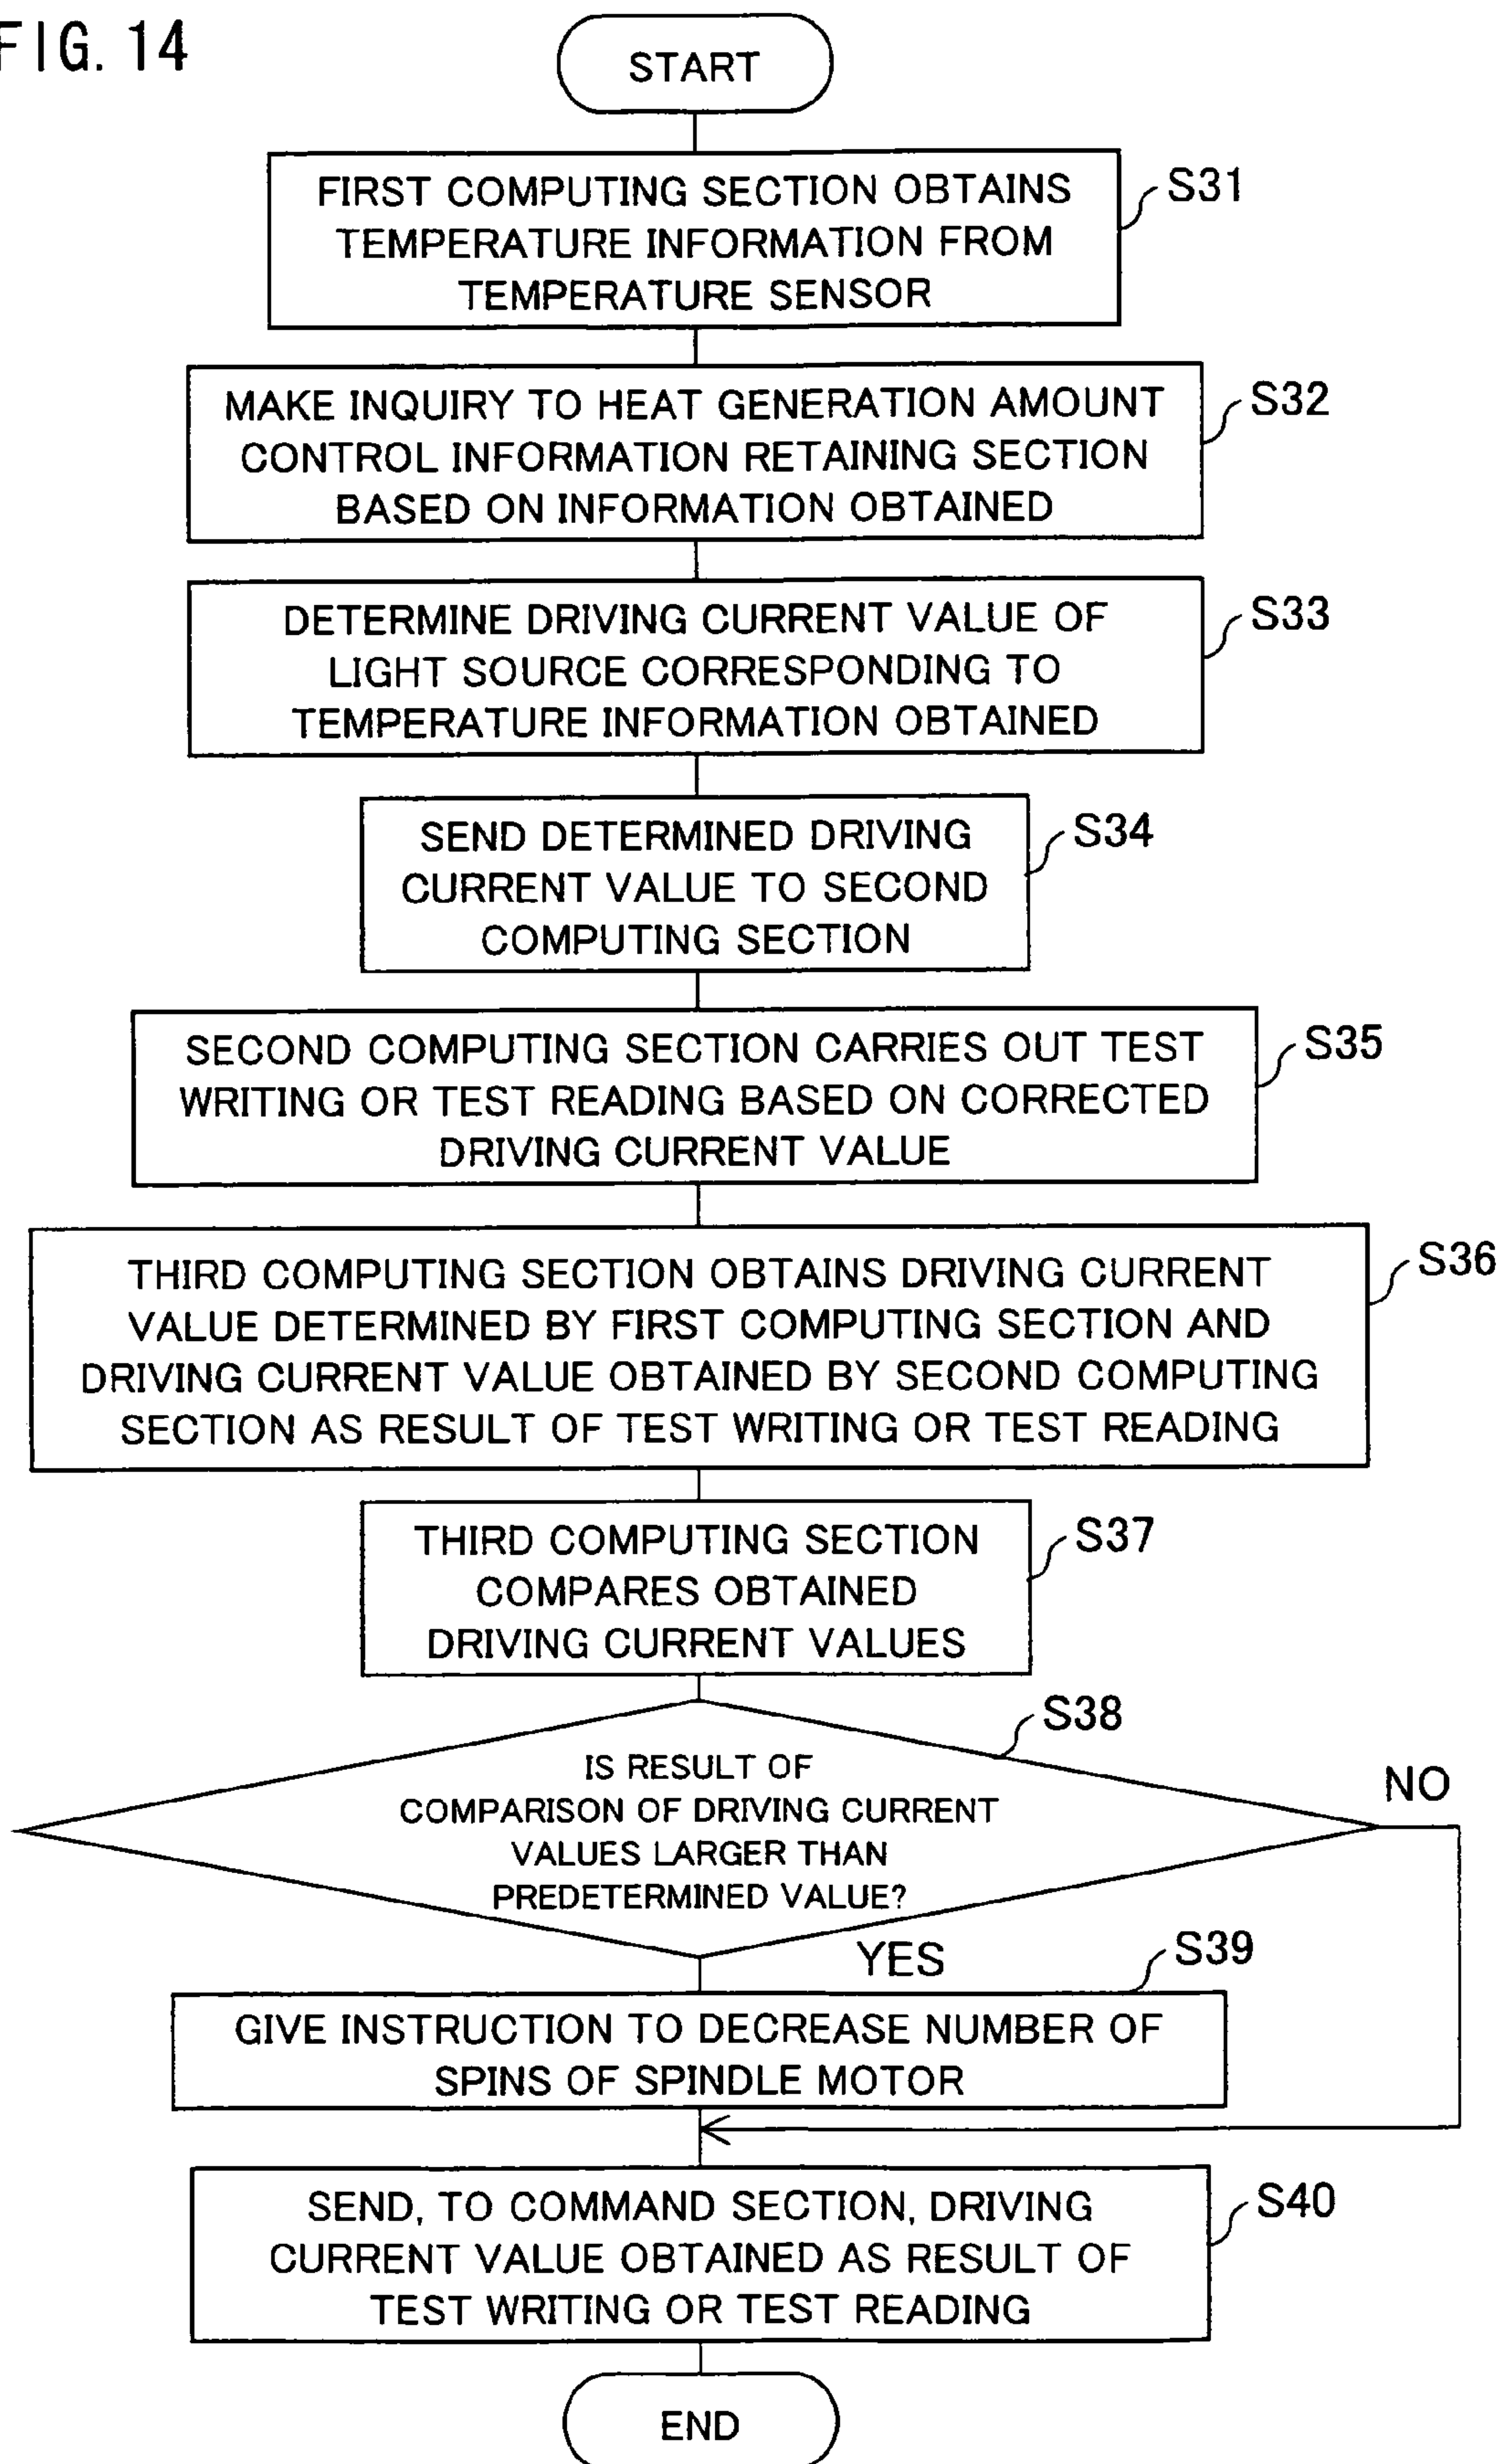 FIG. 14
START
FIRST COMPUTING SECTION OBTAINS
TEMPERATURE INFORMATION FROM
TEMPERATURE SENSOR
S31
MAKE INQUIRY TO HEAT GENERATION AMOUNT
CONTROL INFORMATION RETAINING SECTION
BASED ON INFORMATION OBTAINED
S32
DETERMINE DRIVING CURRENT VALUE OF
LIGHT SOURCE CORRESPONDING TO
TEMPERATURE INFORMATION OBTAINED
S33
SEND DETERMINED DRIVING
CURRENT VALUE TO SECOND
COMPUTING SECTION
S34
SECOND COMPUTING SECTION CARRIES OUT TEST
WRITING OR TEST READING BASED ON CORRECTED
DRIVING CURRENT VALUE
S35
THIRD COMPUTING SECTION OBTAINS DRIVING CURRENT
VALUE DETERMINED BY FIRST COMPUTING SECTION AND
DRIVING CURRENT VALUE OBTAINED BY SECOND COMPUTING
SECTION AS RESULT OF TEST WRITING OR TEST READING
S36
THIRD COMPUTING SECTION
COMPARES OBTAINED
DRIVING CURRENT VALUES
S37
IS RESULT OF
COMPARISON OF DRIVING CURRENT
VALUES LARGER THAN
PREDETERMINED VALUE?
S38
NO
YES
GIVE INSTRUCTION TO DECREASE NUMBER OF
SPINS OF SPINDLE MOTOR
S39
SEND, TO COMMAND SECTION, DRIVING
CURRENT VALUE OBTAINED AS RESULT OF
TEST WRITING OR TEST READING
S40
END